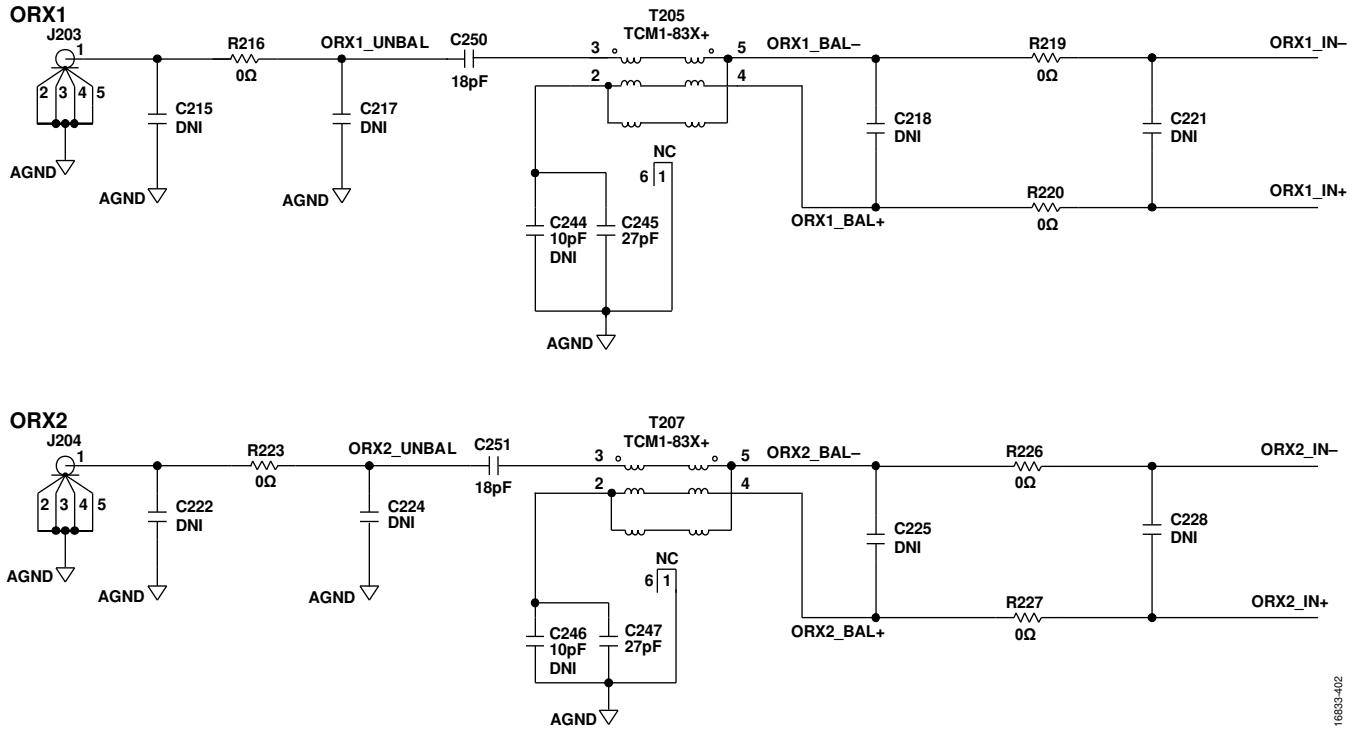 ORX1
J203
1
2 3 4 5
AGND
C215
DNI
AGND
R216
0Ω
ORX1_UNBAL
C217
DNI
AGND
C250
18pF
T205
TCM1-83X+
3
5
2
4
NC
6 1
C244
10pF
DNI
C245
27pF
AGND
ORX1_BAL–
ORX1_BAL+
C218
DNI
R219
0Ω
R220
0Ω
C221
DNI
ORX1_IN–
ORX1_IN+
ORX2
J204
1
2 3 4 5
AGND
C222
DNI
AGND
R223
0Ω
ORX2_UNBAL
C224
DNI
AGND
C251
18pF
T207
TCM1-83X+
3
5
2
4
NC
6 1
C246
10pF
DNI
C247
27pF
AGND
ORX2_BAL–
ORX2_BAL+
C225
DNI
R226
0Ω
R227
0Ω
C228
DNI
ORX2_IN–
ORX2_IN+
16833-402